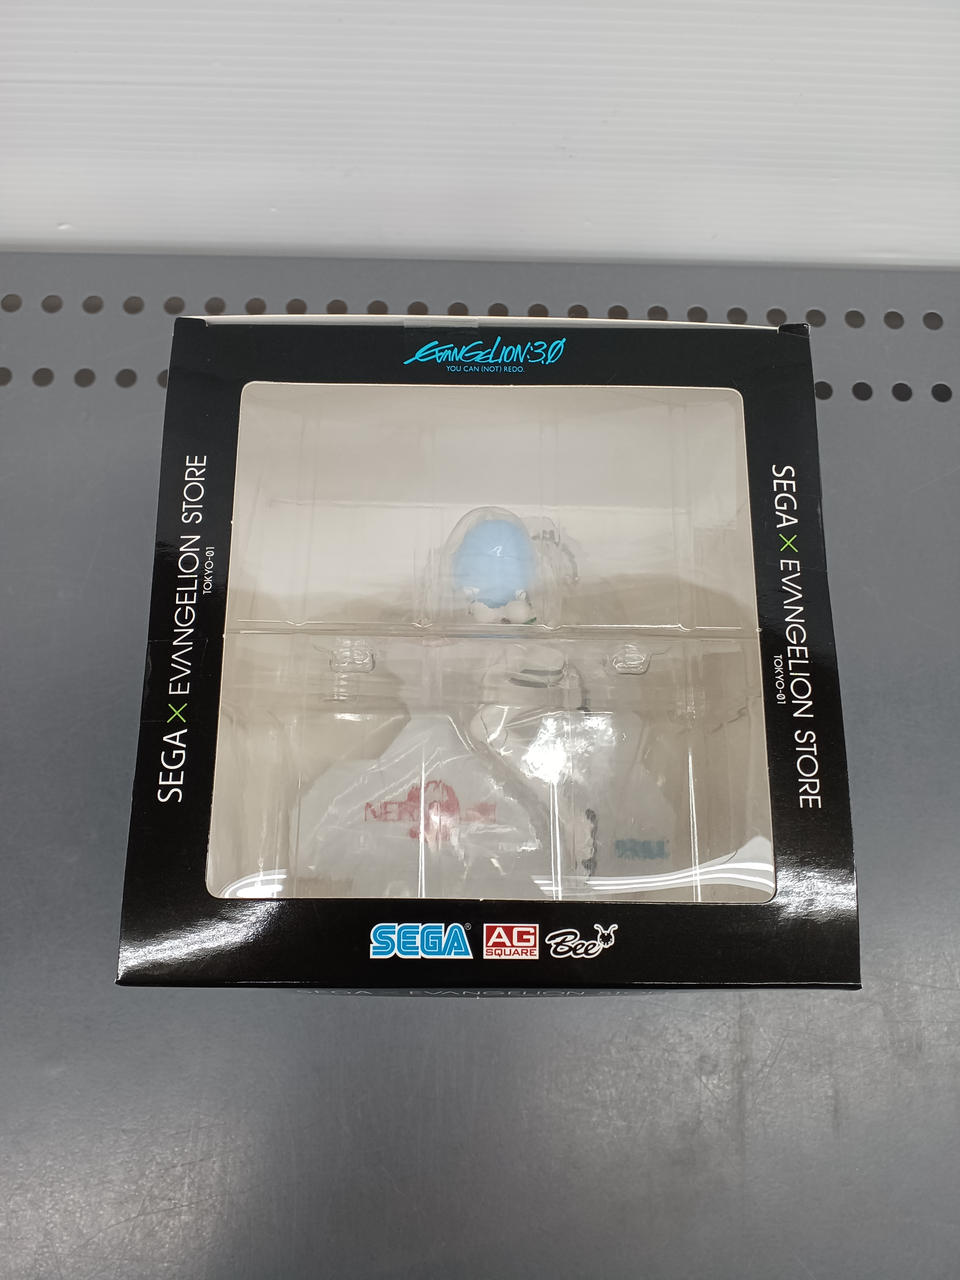 EVANGELION:3.0
YOU CAN (NOT) REDO.
SEGA × EVANGELION STORE
TOKYO-01
SEGA × EVANGELION STORE
TOKYO-01
SEGA®
AG
SQUARE
Bee